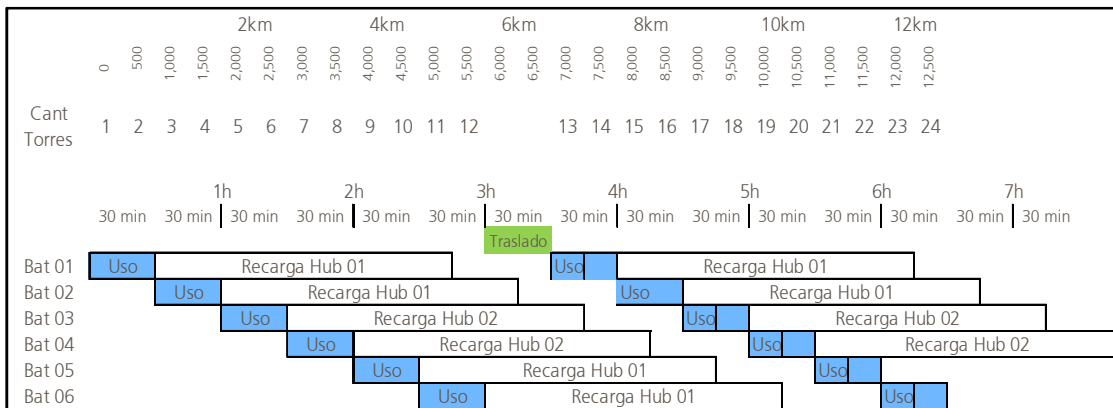 2km 4km 6km 8km 10km 12km
0 500 1,000 1,500 2,000 2,500 3,000 3,500 4,000 4,500 5,000 5,500 6,000 6,500 7,000 7,500 8,000 8,500 9,000 9,500 10,000 10,500 11,000 11,500 12,000 12,500
Cant
Torres
1 2 3 4 5 6 7 8 9 10 11 12 13 14 15 16 17 18 19 20 21 22 23 24
1h 2h 3h 4h 5h 6h 7h
30 min 30 min 30 min 30 min 30 min 30 min 30 min 30 min 30 min 30 min 30 min 30 min 30 min 30 min 30 min
Traslado
Bat 01 Uso Recarga Hub 01 Uso Recarga Hub 01
Bat 02 Uso Recarga Hub 01 Uso Recarga Hub 01
Bat 03 Uso Recarga Hub 02 Uso Recarga Hub 02
Bat 04 Uso Recarga Hub 02 Uso Recarga Hub 02
Bat 05 Uso Recarga Hub 01 Uso
Bat 06 Uso Recarga Hub 01 Uso